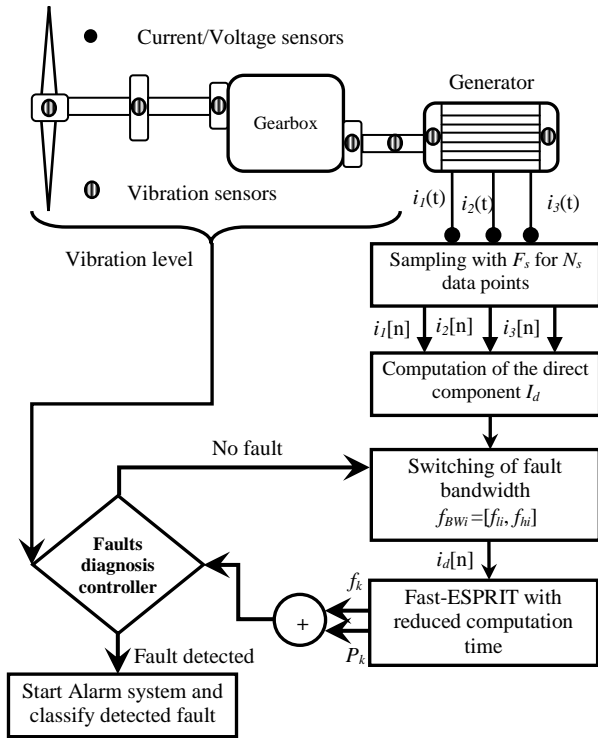 Current/Voltage sensors
Generator
Gearbox
Vibration sensors
i1(t)
i2(t)
i3(t)
Vibration level
Sampling with Fs for Ns
data points
i1[n]
i2[n]
i3[n]
Computation of the direct
component Id
No fault
Switching of fault
bandwidth
fBWi=[fli, fhi]
id[n]
Faults
diagnosis
controller
fk
+
Pk
Fast-ESPRIT with
reduced computation
time
Fault detected
Start Alarm system and
classify detected fault